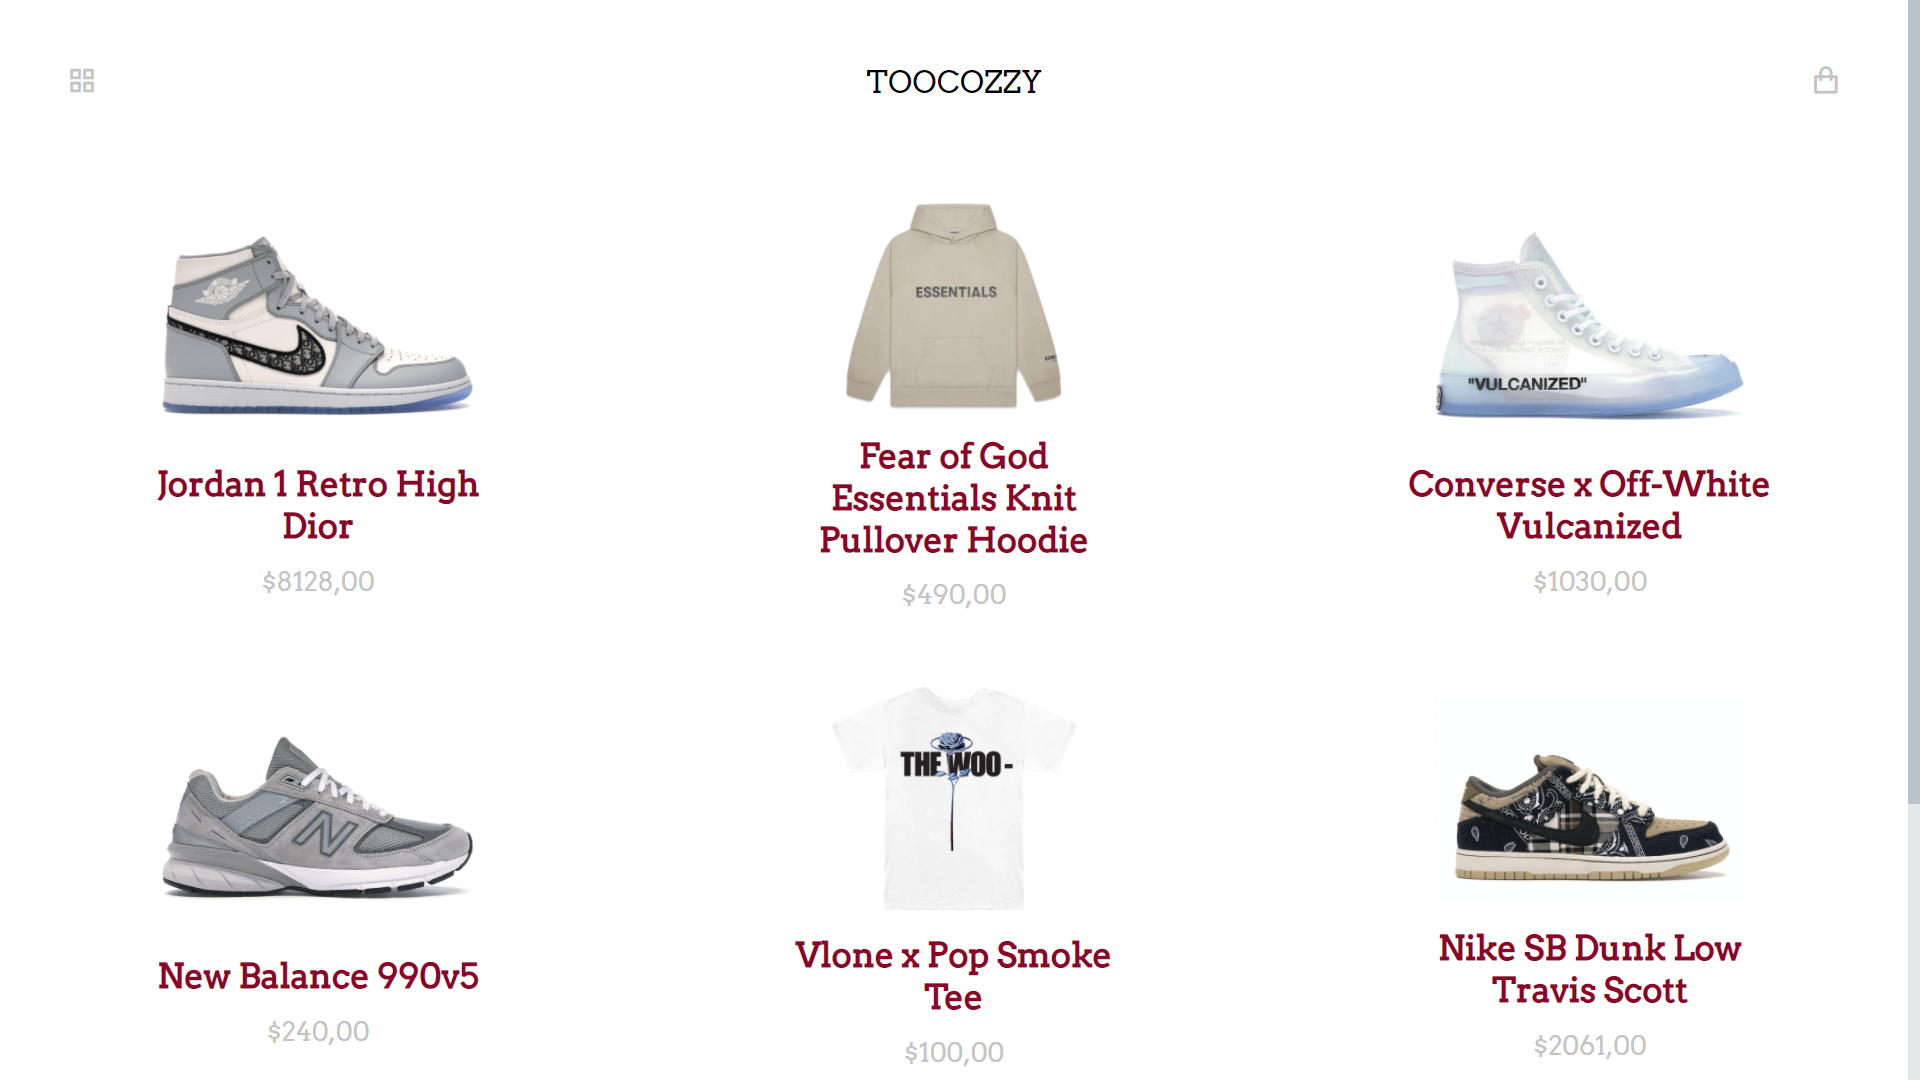 TOOCOZZY
ESSENTIALS
"VULCANIZED"
Jordan 1 Retro High
Dior
$8128,00
Fear of God
Essentials Knit
Pullover Hoodie
$490,00
Converse x Off-White
Vulcanized
$1030,00
THE WOO -
New Balance 990v5
$240,00
Vlone x Pop Smoke
Tee
$100,00
Nike SB Dunk Low
Travis Scott
$2061,00